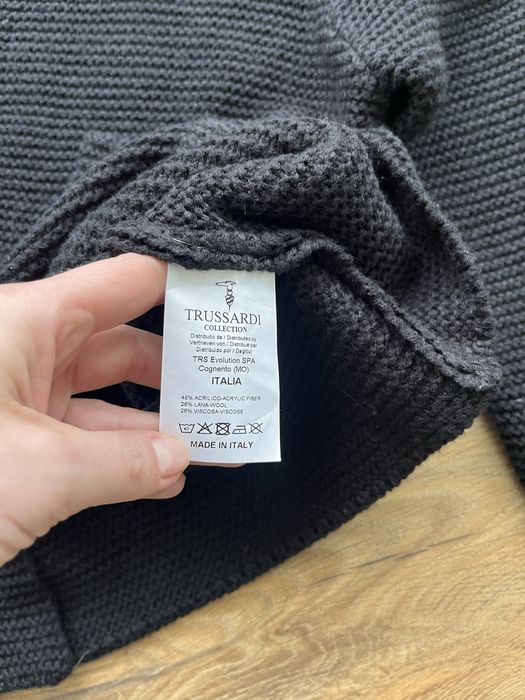 TRUSSARDI
COLLECTION
Distribuito da / Distributed by
Vertrieben von / Distribué par
Distribuido por / Dagitici
TRS Evolution SPA
Cognento (MO)
ITALIA
48% ACRILICO-ACRYLIC FIBER
26% LANA-WOOL
26% VISCOSA-VISCOSE
MADE IN ITALY